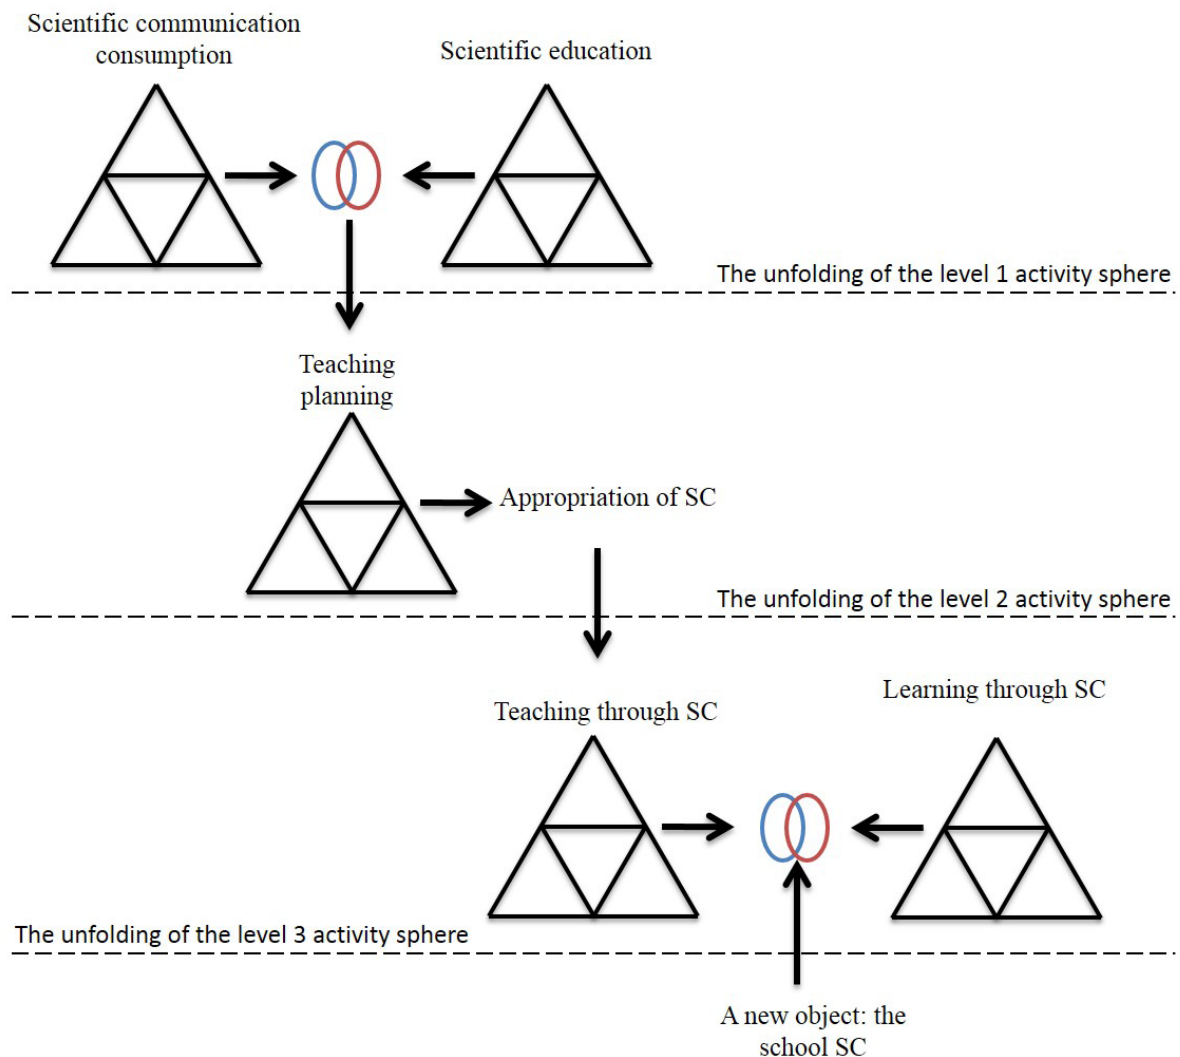 Scientific communication
consumption
Scientific education
The unfolding of the level 1 activity sphere
Teaching
planning
Appropriation of SC
The unfolding of the level 2 activity sphere
Teaching through SC
Learning through SC
The unfolding of the level 3 activity sphere
A new object: the
school SC